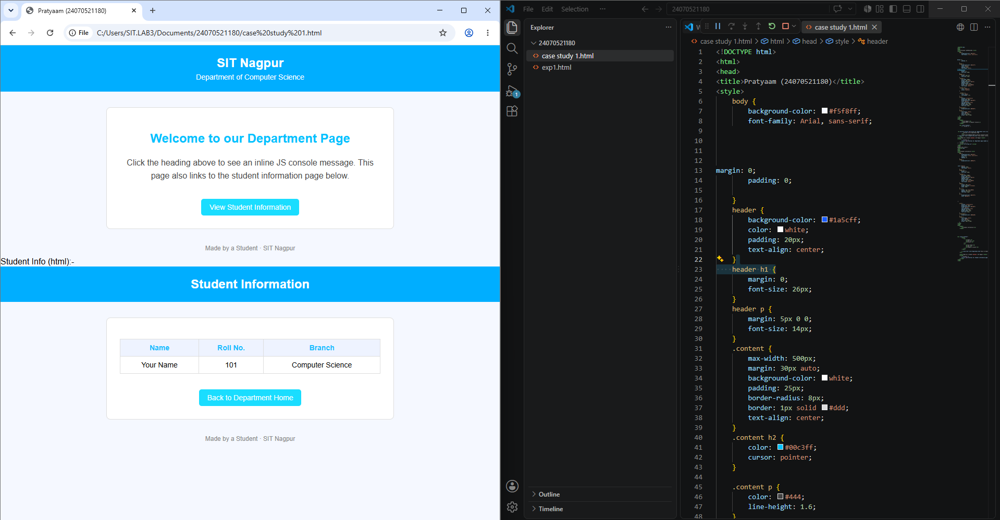 Pratyaam (24070521180)
File
C:/Users/SIT.LAB3/Documents/24070521180/case%20study%201.html
SIT Nagpur
Department of Computer Science
Welcome to our Department Page
Click the heading above to see an inline JS console message. This
page also links to the student information page below.
View Student Information
Made by a Student · SIT Nagpur
Student Info (html):-
Student Information
Name Roll No. Branch
Your Name 101 Computer Science
Back to Department Home
Made by a Student · SIT Nagpur
File Edit Selection ···
24070521180
Explorer
24070521180
case study 1.html
exp1.html
1
Outline
Timeline
case study 1.html
case study 1.html > html > head > style > header
1 <!DOCTYPE html>
2 <html>
3 <head>
4 <title>Pratyaam (24070521180)</title>
5 <style>
6 body {
7 background-color: #f5f8ff;
8 font-family: Arial, sans-serif;
9
10
11
12
13 margin: 0;
14 padding: 0;
15
16 }
17 header {
18 background-color: #1a5cff;
19 color: white;
20 padding: 20px;
21 text-align: center;
22 }
23 header h1 {
24 margin: 0;
25 font-size: 26px;
26 }
27 header p {
28 margin: 5px 0 0;
29 font-size: 14px;
30 }
31 .content {
32 max-width: 500px;
33 margin: 30px auto;
34 background-color: white;
35 padding: 25px;
36 border-radius: 8px;
37 border: 1px solid #ddd;
38 text-align: center;
39 }
40 .content h2 {
41 color: #00c3ff;
42 cursor: pointer;
43 }
44
45 .content p {
46 color: #444;
47 line-height: 1.6;
48 }